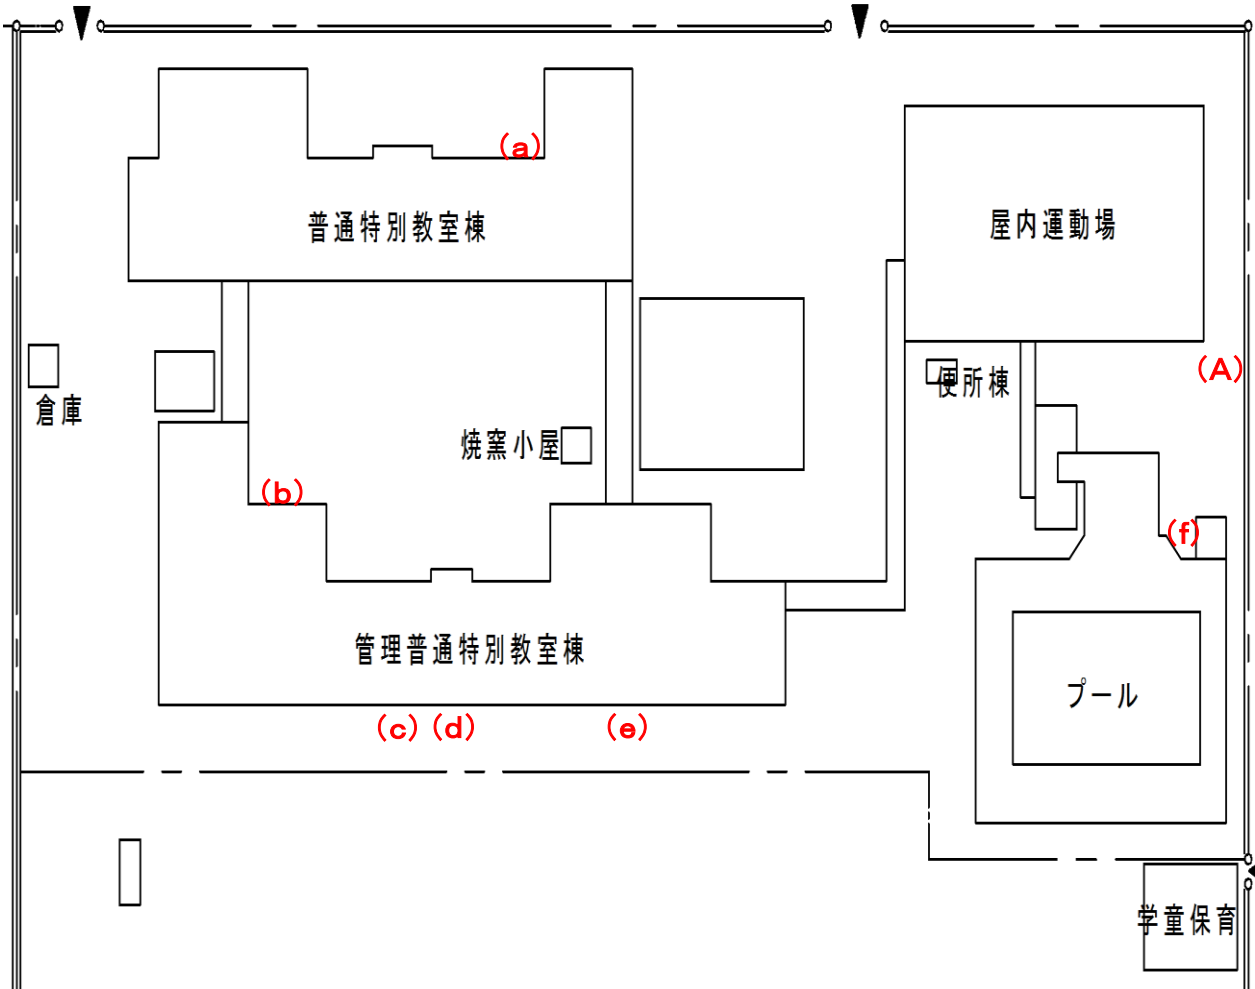 (a)
普通特別教室棟
屋内運動場
(A)
便所棟
倉庫
焼窯小屋
(b)
(f)
管理普通特別教室棟
プール
(c) (d) (e)
学童保育